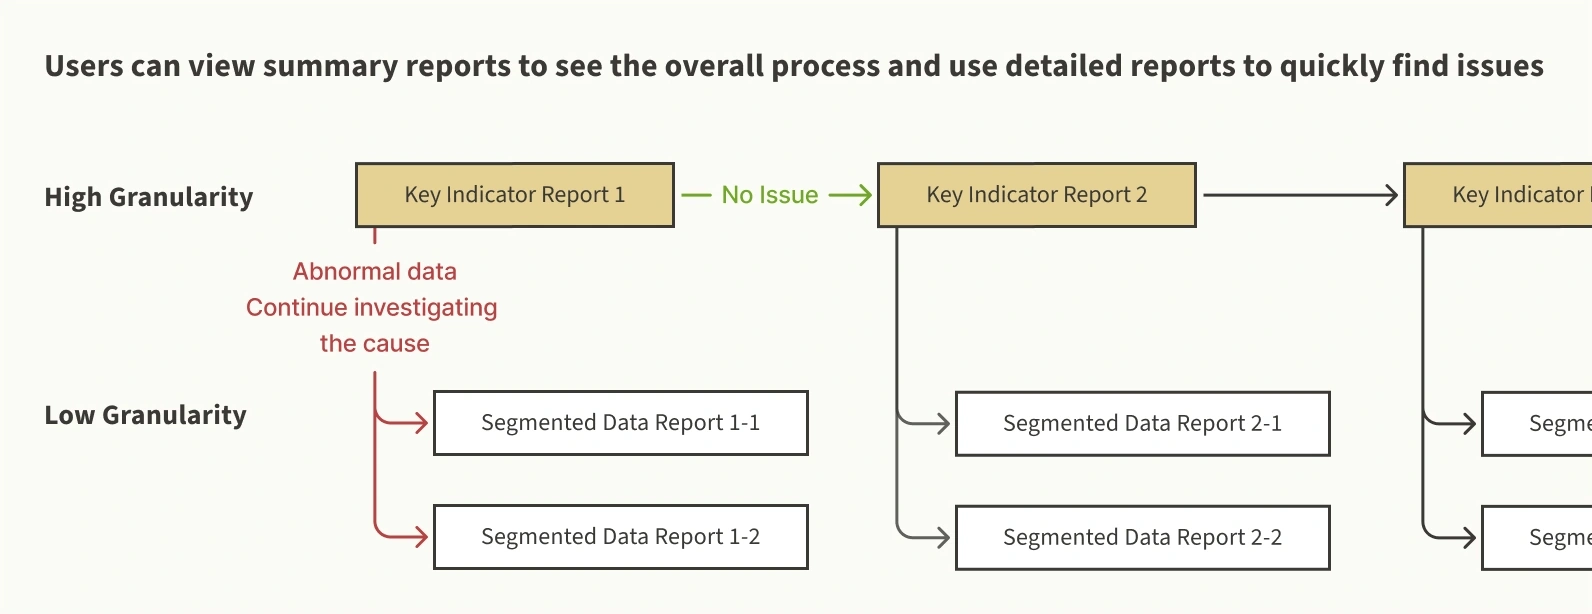 Users can view summary reports to see the overall process and use detailed reports to quickly find issues
High Granularity
Key Indicator Report 1
No Issue
Key Indicator Report 2
Key Indicator
Abnormal data
Continue investigating
the cause
Low Granularity
Segmented Data Report 1-1
Segmented Data Report 2-1
Segmented Data Report 1-2
Segmented Data Report 2-2